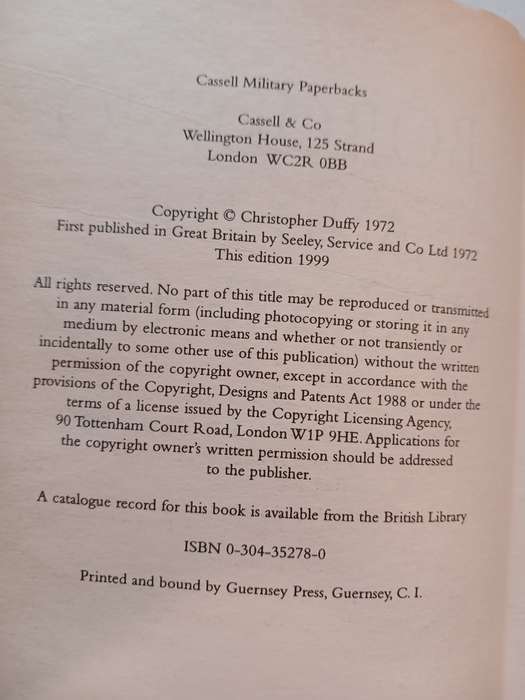 Cassell Military Paperbacks
Cassell & Co
Wellington House, 125 Strand
London WC2R 0BB
Copyright © Christopher Duffy 1972
First published in Great Britain by Seeley, Service and Co Ltd 1972
This edition 1999
All rights reserved. No part of this title may be reproduced or transmitted
in any material form (including photocopying or storing it in any
medium by electronic means and whether or not transiently or
incidentally to some other use of this publication) without the written
permission of the copyright owner, except in accordance with the
provisions of the Copyright, Designs and Patents Act 1988 or under the
terms of a license issued by the Copyright Licensing Agency,
90 Tottenham Court Road, London W1P 9HE. Applications for
the copyright owner's written permission should be addressed
to the publisher.
A catalogue record for this book is available from the British Library
ISBN 0-304-35278-0
Printed and bound by Guernsey Press, Guernsey, C. I.